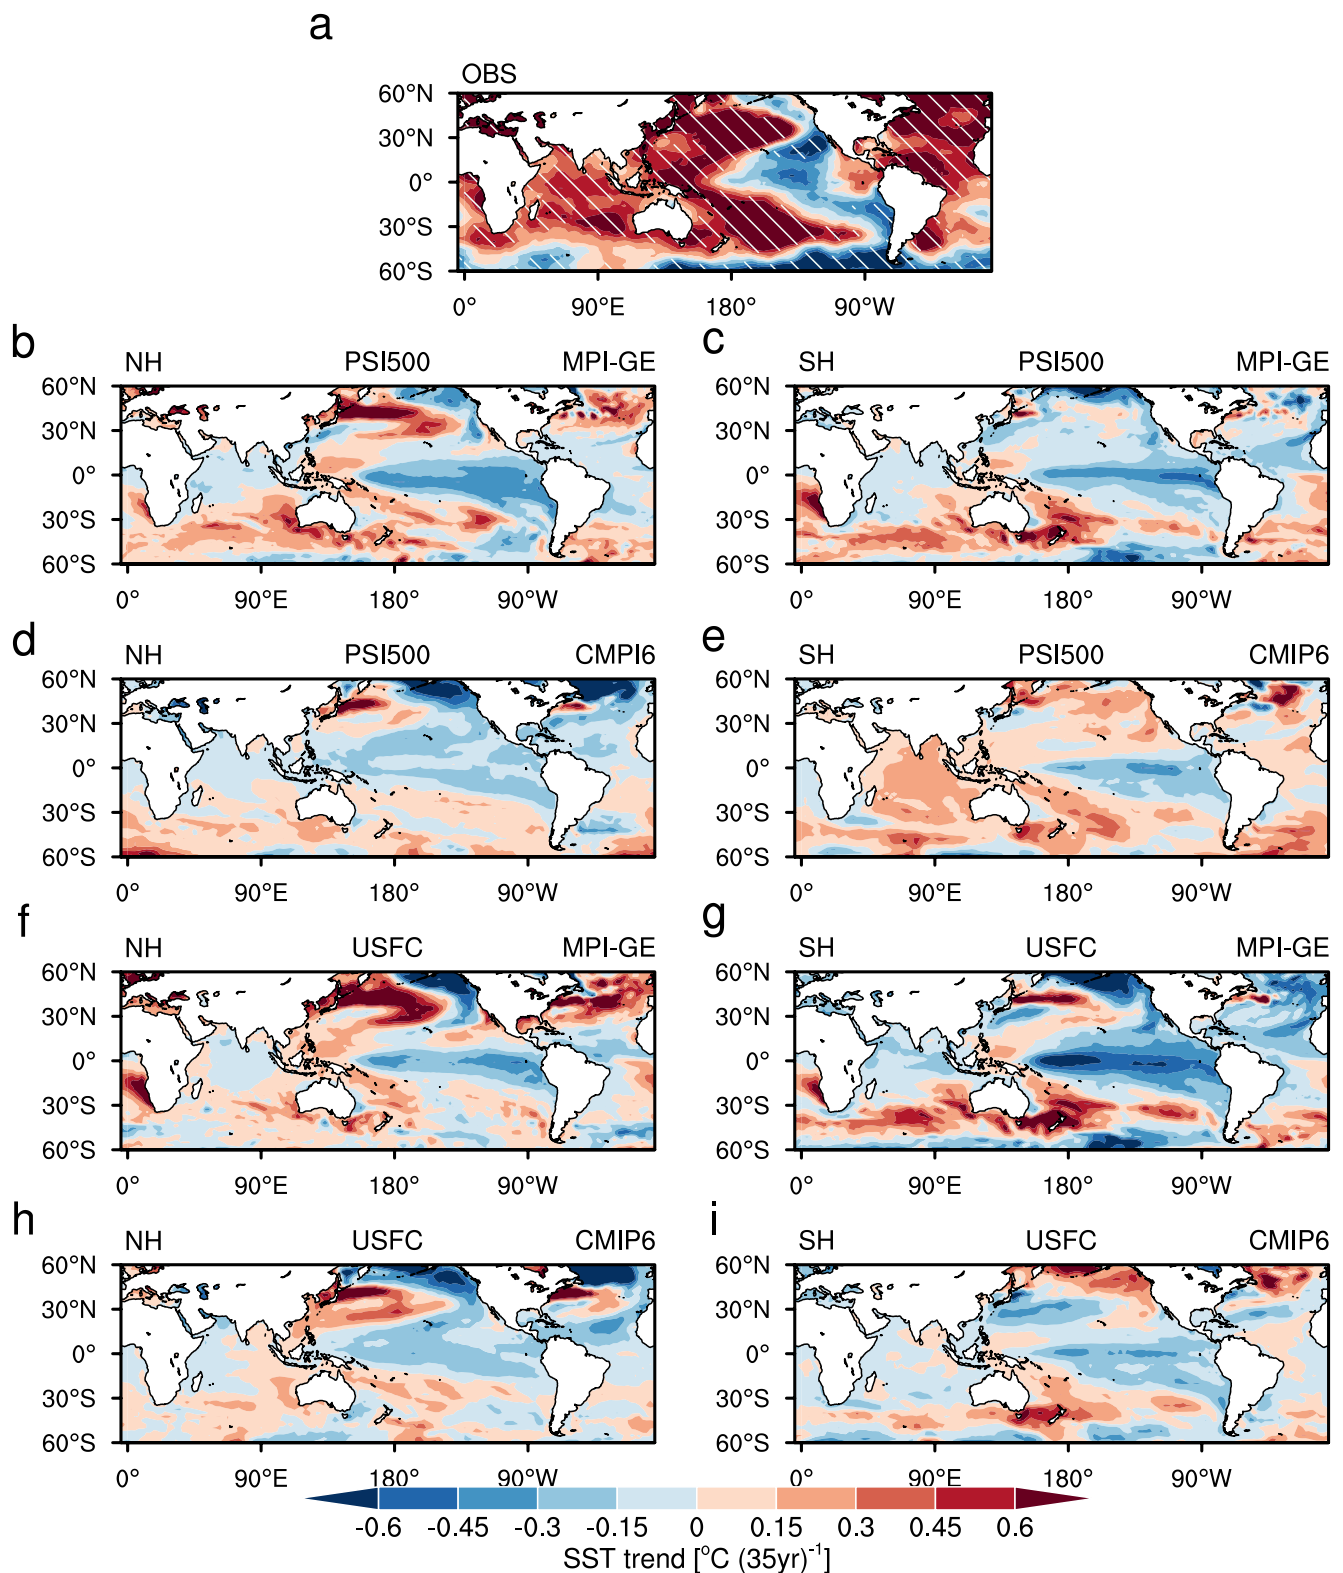 a
OBS
60°N
30°N
0°
30°S
60°S
0° 90°E 180° 90°W
b
NH PSI500 MPI-GE
60°N
30°N
0°
30°S
60°S
0° 90°E 180° 90°W
c
SH PSI500 MPI-GE
60°N
30°N
0°
30°S
60°S
0° 90°E 180° 90°W
d
NH PSI500 CMPI6
60°N
30°N
0°
30°S
60°S
0° 90°E 180° 90°W
e
SH PSI500 CMIP6
60°N
30°N
0°
30°S
60°S
0° 90°E 180° 90°W
f
NH USFC MPI-GE
60°N
30°N
0°
30°S
60°S
0° 90°E 180° 90°W
g
SH USFC MPI-GE
60°N
30°N
0°
30°S
60°S
0° 90°E 180° 90°W
h
NH USFC CMIP6
60°N
30°N
0°
30°S
60°S
0° 90°E 180° 90°W
i
SH USFC CMIP6
60°N
30°N
0°
30°S
60°S
0° 90°E 180° 90°W
-0.6 -0.45 -0.3 -0.15 0 0.15 0.3 0.45 0.6
SST trend [°C (35yr)⁻¹]